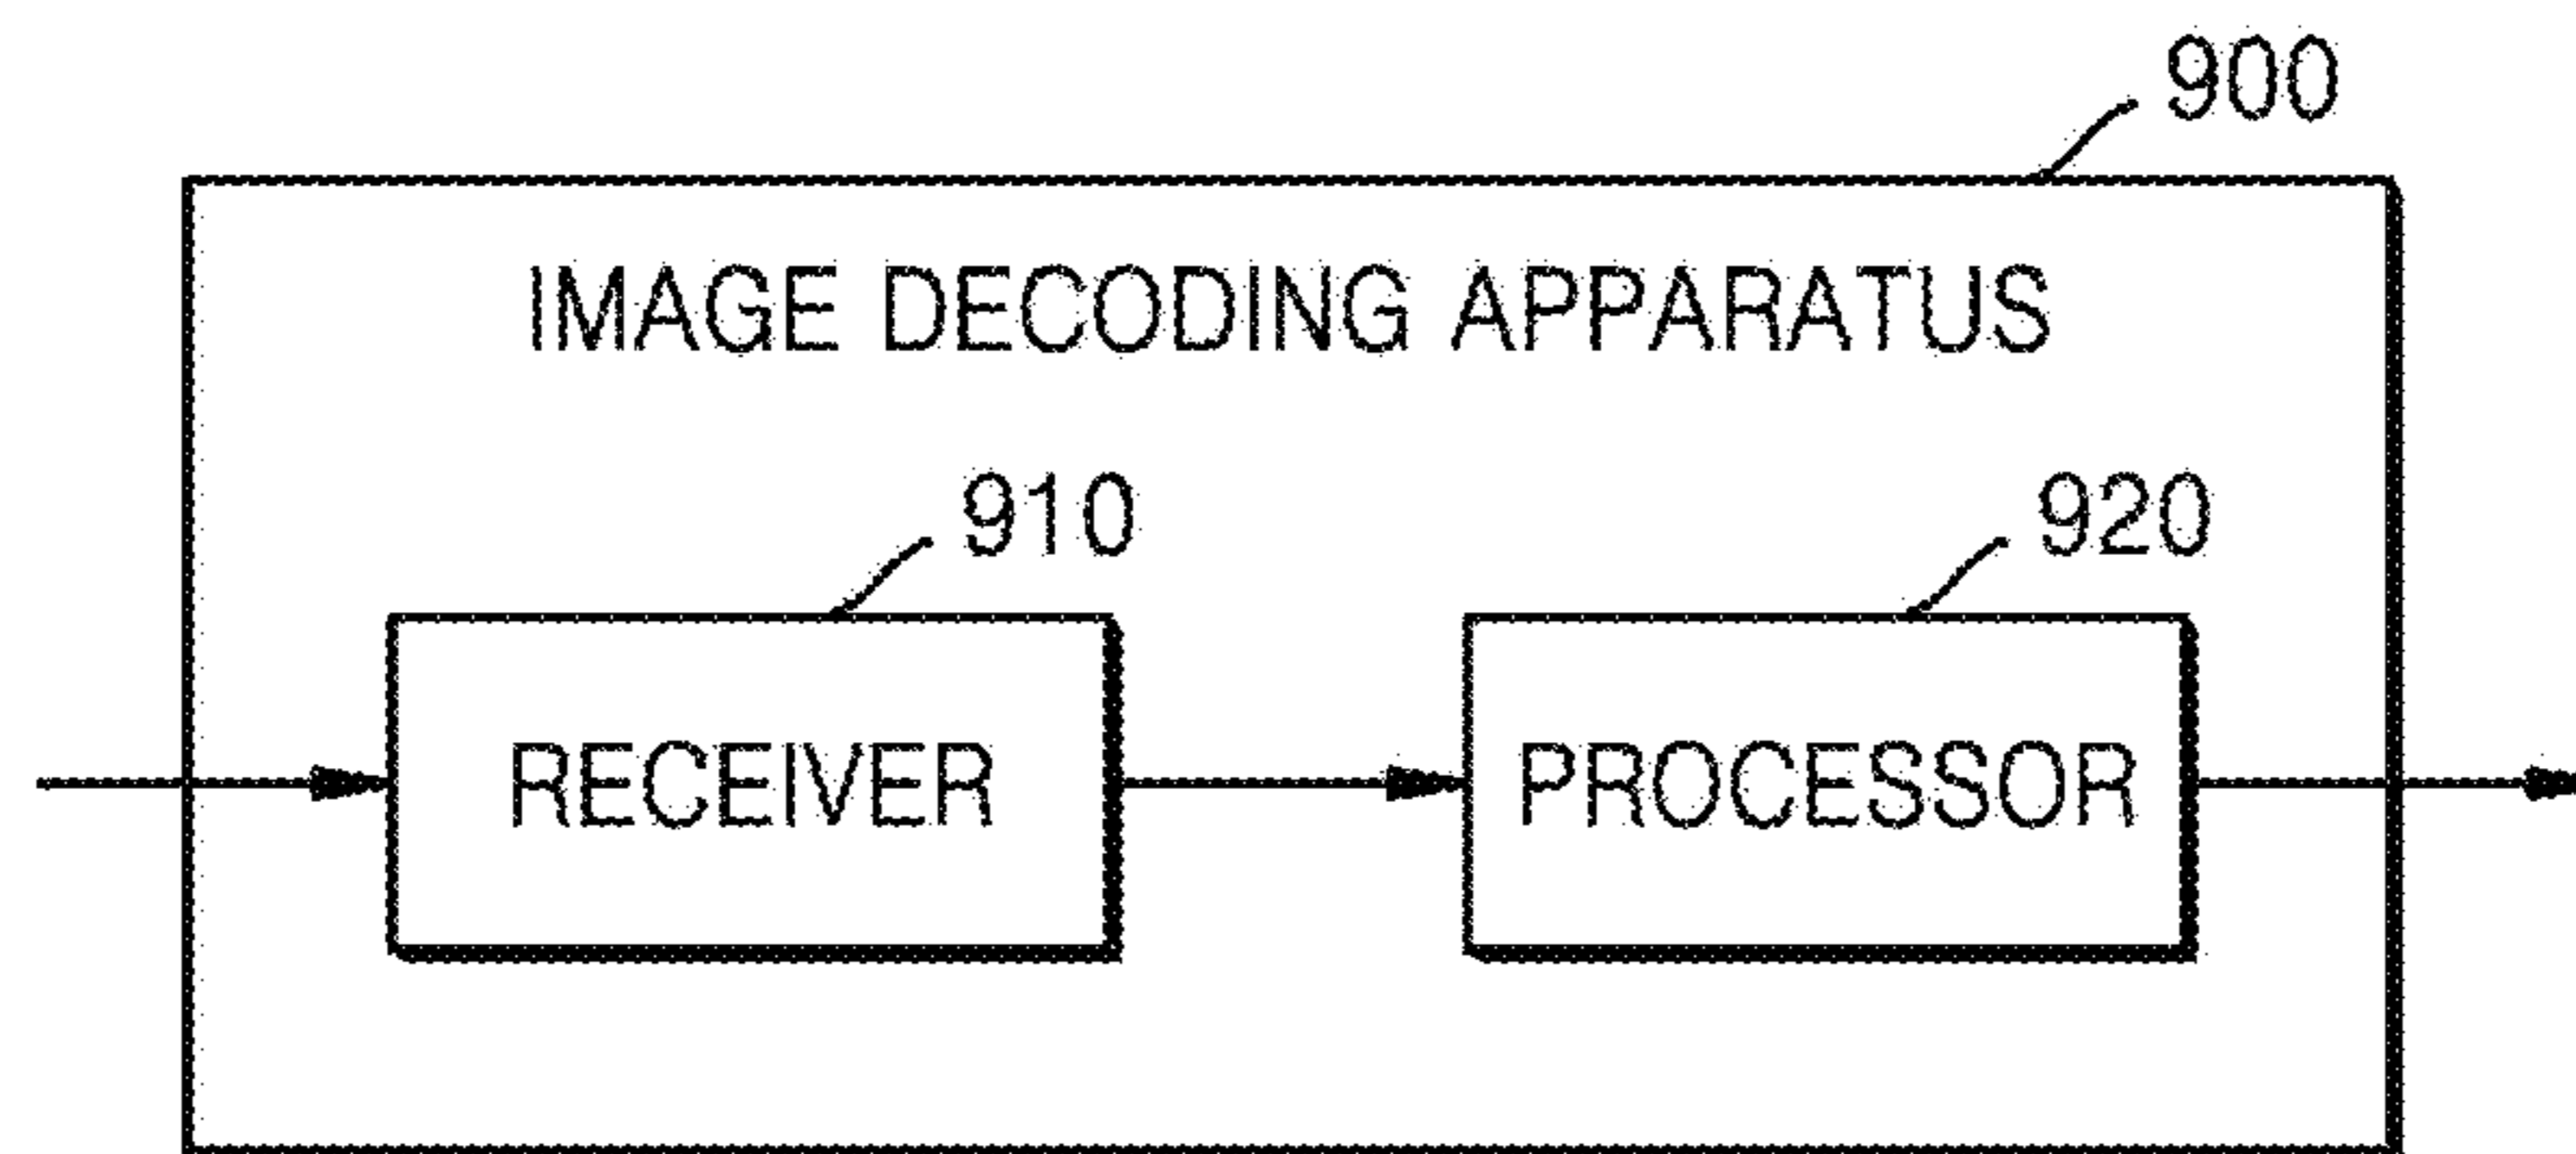 900
IMAGE DECODING APPARATUS
910 920
RECEIVER PROCESSOR